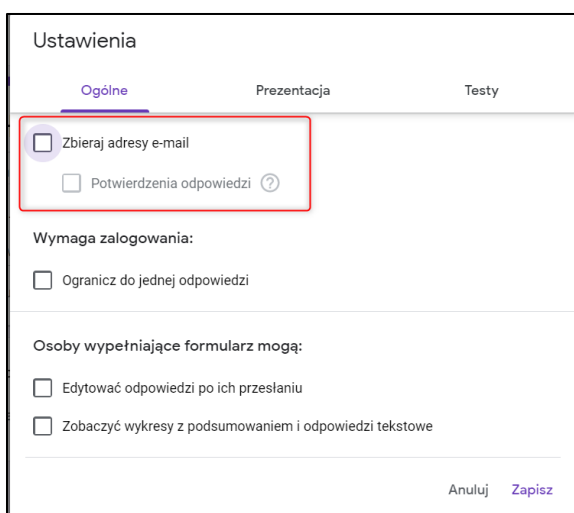 Ustawienia
Ogólne Prezentacja Testy
Zbieraj adresy e-mail
Potwierdzenia odpowiedzi ?
Wymaga zalogowania:
Ogranicz do jednej odpowiedzi
Osoby wypełniające formularz mogą:
Edytować odpowiedzi po ich przesłaniu
Zobaczyć wykresy z podsumowaniem i odpowiedzi tekstowe
Anuluj Zapisz